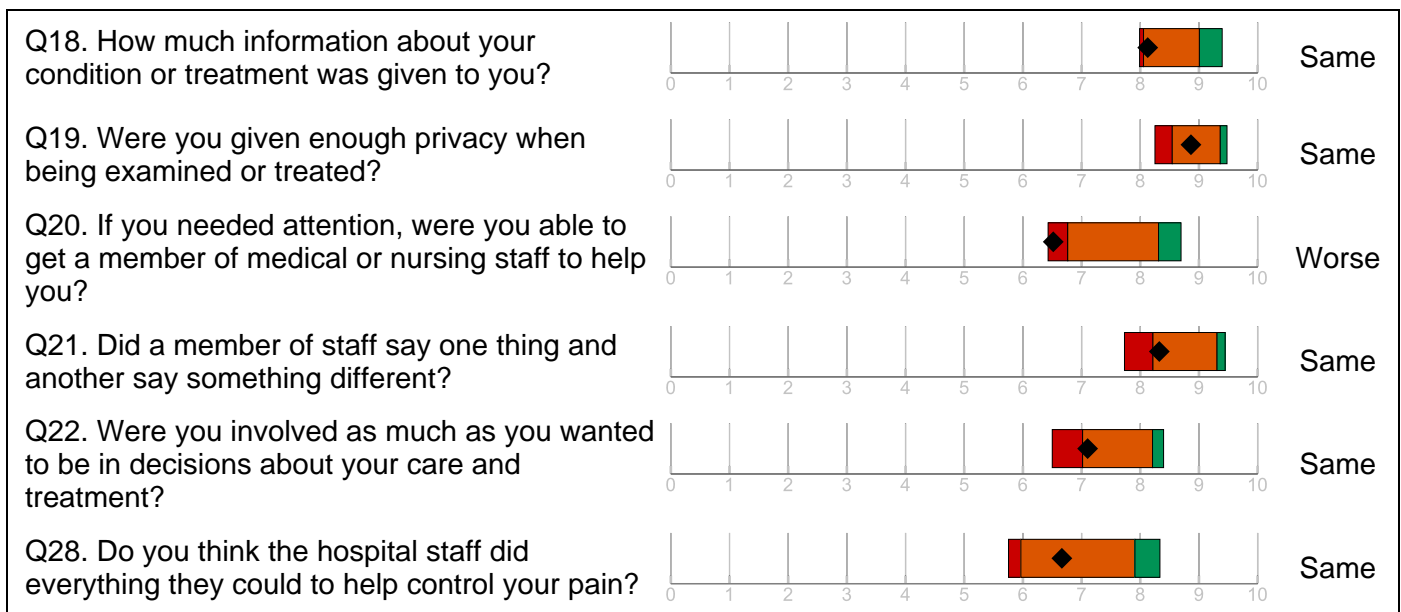 Q18. How much information about your
condition or treatment was given to you?
0 1 2 3 4 5 6 7 8 9 10
Same
Q19. Were you given enough privacy when
being examined or treated?
0 1 2 3 4 5 6 7 8 9 10
Same
Q20. If you needed attention, were you able to
get a member of medical or nursing staff to help
you?
0 1 2 3 4 5 6 7 8 9 10
Worse
Q21. Did a member of staff say one thing and
another say something different?
0 1 2 3 4 5 6 7 8 9 10
Same
Q22. Were you involved as much as you wanted
to be in decisions about your care and
treatment?
0 1 2 3 4 5 6 7 8 9 10
Same
Q28. Do you think the hospital staff did
everything they could to help control your pain?
0 1 2 3 4 5 6 7 8 9 10
Same